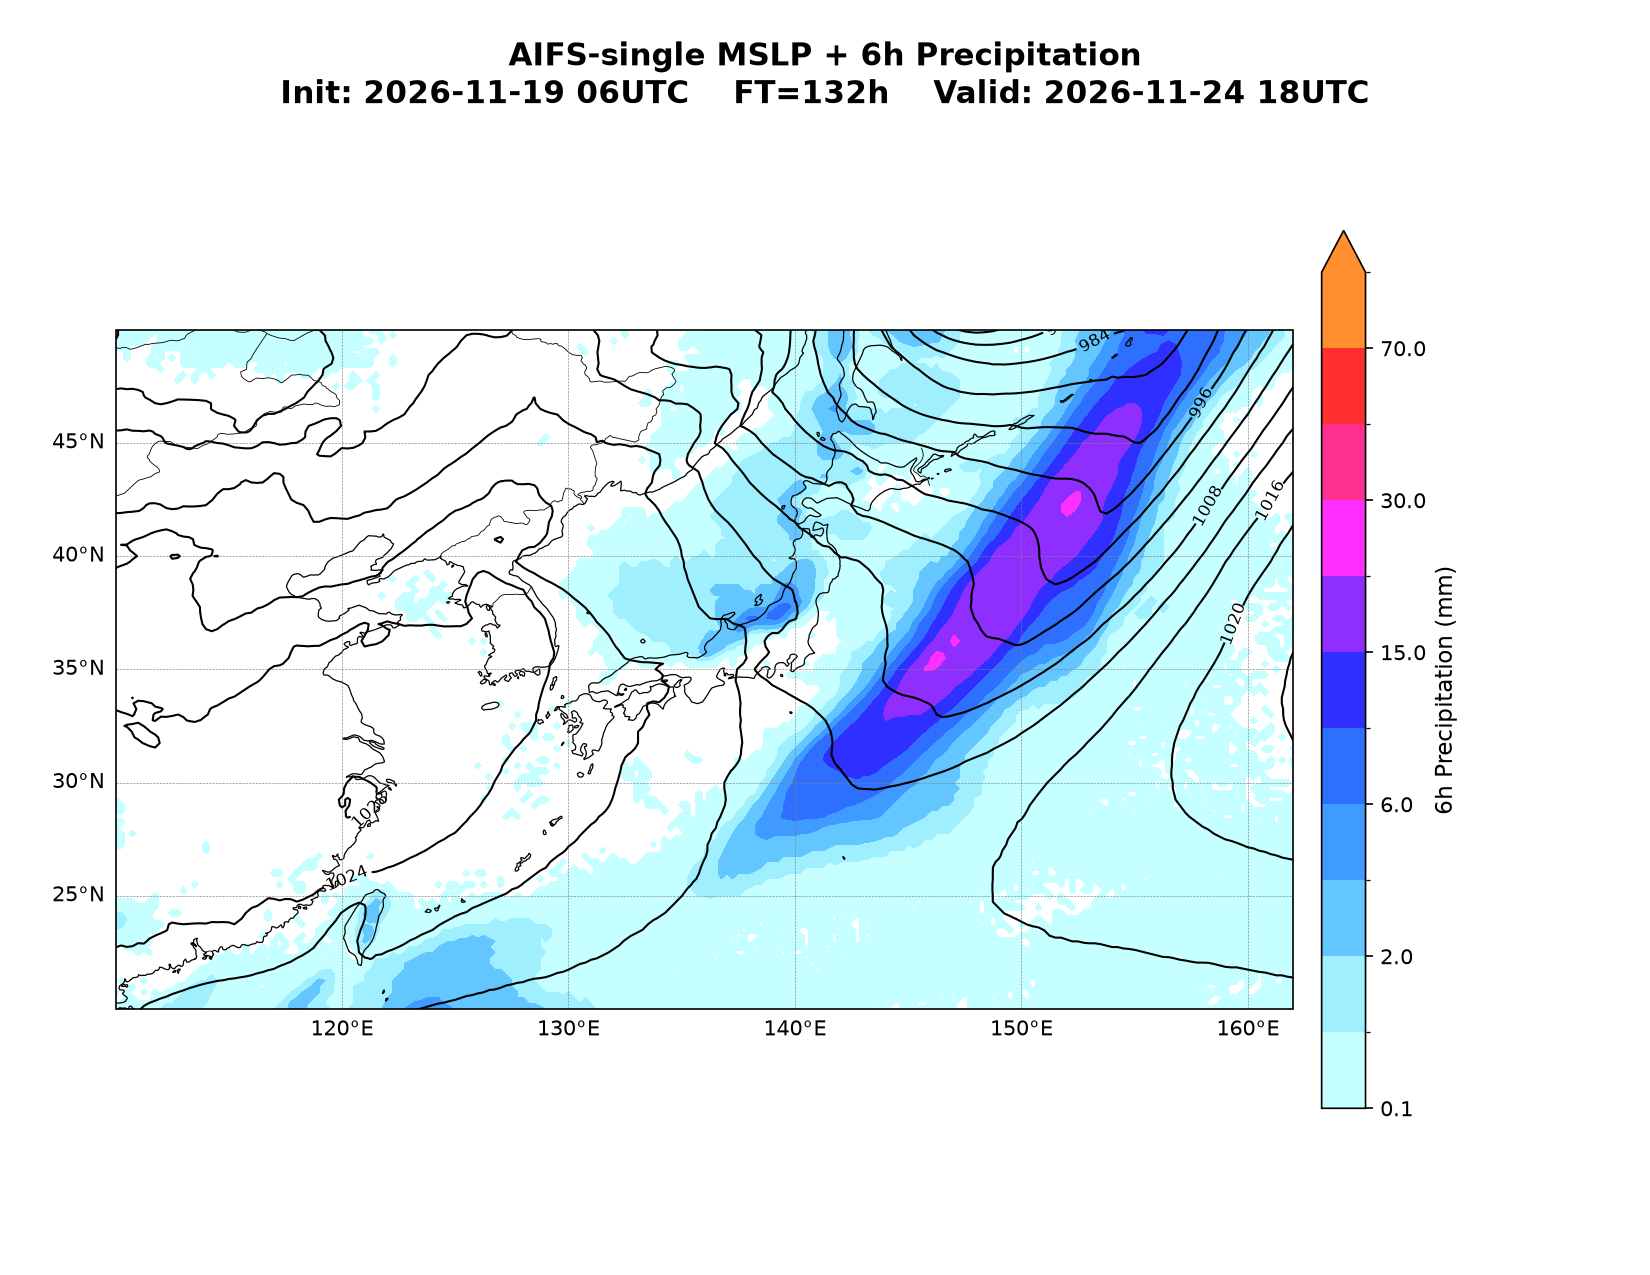 AIFS-single MSLP + 6h Precipitation
Init: 2026-11-19 06UTC    FT=132h    Valid: 2026-11-24 18UTC
984
996
1008
1016
1020
1024
45°N
40°N
35°N
30°N
25°N
120°E
130°E
140°E
150°E
160°E
70.0
30.0
15.0
6.0
2.0
0.1
6h Precipitation (mm)